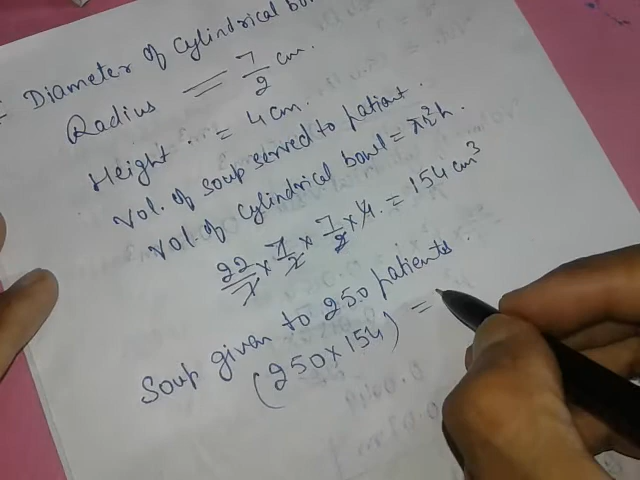 Diameter of cylindrical bowl
Radius = 7/2 cm.
Height = 4 cm.
Vol. of soup served to patient.
Vol. of cylindrical bowl = πr²h.
22/7 × 7/2 × 7/2 × 4 = 154 cm³
Soup given to 250 patients.
(250 × 154) =